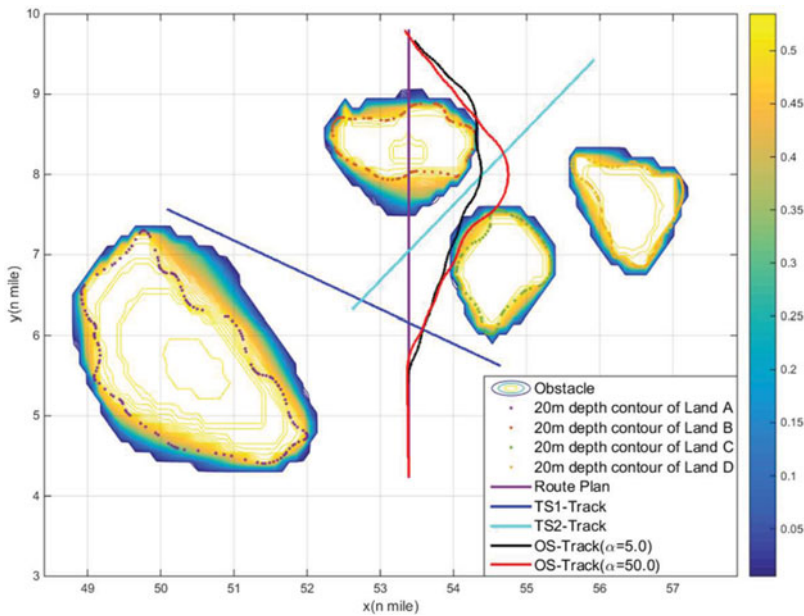 10
9
8
7
6
5
4
3
y(n mile)
49
50
51
52
53
54
55
56
57
x(n mile)
Obstacle
20m depth contour of Land A
20m depth contour of Land B
20m depth contour of Land C
20m depth contour of Land D
Route Plan
TS1-Track
TS2-Track
OS-Track(α=5.0)
OS-Track(α=50.0)
0.5
0.45
0.4
0.35
0.3
0.25
0.2
0.15
0.1
0.05